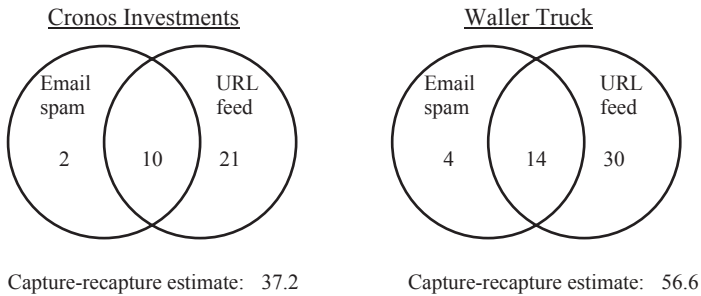 Cronos Investments
Email spam
URL feed
2
10
21
Capture-recapture estimate: 37.2
Waller Truck
Email spam
URL feed
4
14
30
Capture-recapture estimate: 56.6